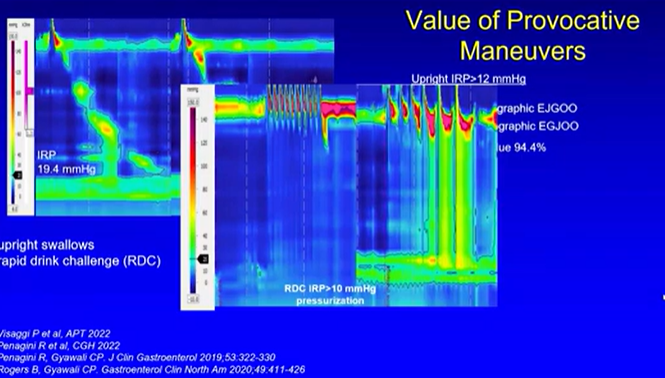 Value of Provocative
Maneuvers
Upright IRP>12 mmHg
graphic EJGOO
graphic EGJOO
ue 94.4%
IRP
19.4 mmHg
upright swallows
rapid drink challenge (RDC)
RDC IRP>10 mmHg
pressurization
Visaggi P et al, APT 2022
Penagini R et al, CGH 2022
Penagini R, Gyawali CP. J Clin Gastroenterol 2019;53:322-330
Rogers B, Gyawali CP. Gastroenterol Clin North Am 2020;49:411-426